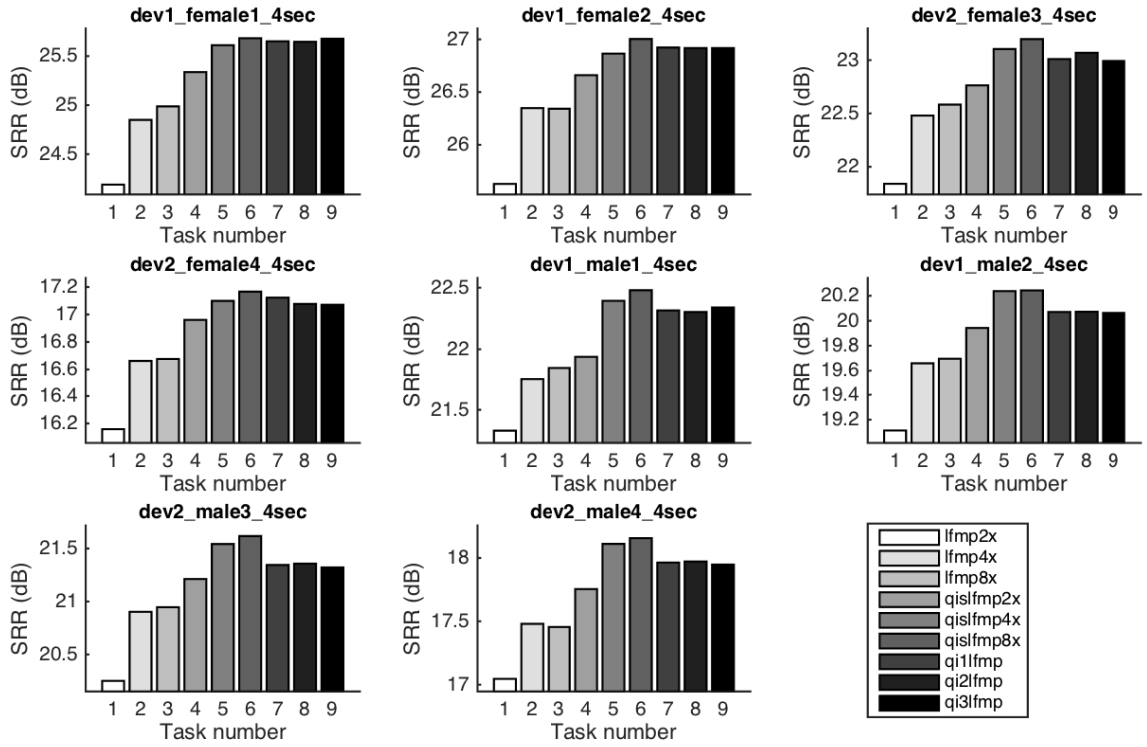 dev1_female1_4sec
SRR (dB)
25.5
25
24.5
1 2 3 4 5 6 7 8 9
Task number
dev1_female2_4sec
SRR (dB)
27
26.5
26
1 2 3 4 5 6 7 8 9
Task number
dev2_female3_4sec
SRR (dB)
23
22.5
22
1 2 3 4 5 6 7 8 9
Task number
dev2_female4_4sec
SRR (dB)
17.2
17
16.8
16.6
16.4
16.2
1 2 3 4 5 6 7 8 9
Task number
dev1_male1_4sec
SRR (dB)
22.5
22
21.5
1 2 3 4 5 6 7 8 9
Task number
dev1_male2_4sec
SRR (dB)
20.2
20
19.8
19.6
19.4
19.2
1 2 3 4 5 6 7 8 9
Task number
dev2_male3_4sec
SRR (dB)
21.5
21
20.5
1 2 3 4 5 6 7 8 9
Task number
dev2_male4_4sec
SRR (dB)
18
17.5
17
1 2 3 4 5 6 7 8 9
Task number
lfmp2x
lfmp4x
lfmp8x
qislfmp2x
qislfmp4x
qislfmp8x
qi1lfmp
qi2lfmp
qi3lfmp